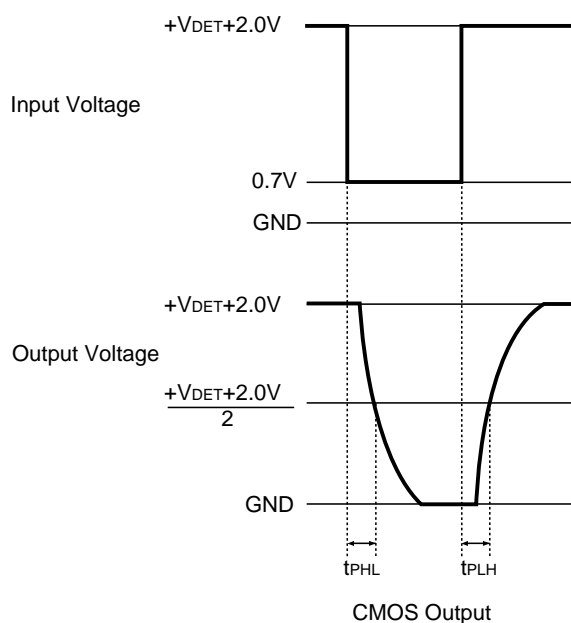 +VDET+2.0V
Input Voltage
0.7V
GND
+VDET+2.0V
Output Voltage
+VDET+2.0V
2
GND
tPHL
tPLH
CMOS Output